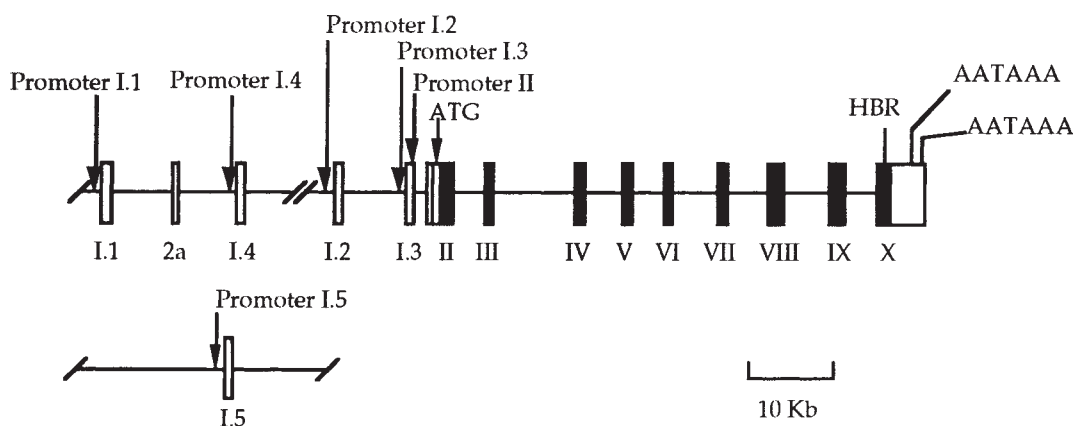 Promoter I.2
Promoter I.3
Promoter I.1
Promoter I.4
Promoter II
ATG
HBR
AATAAA
AATAAA
I.1 2a I.4 I.2 I.3 II III IV V VI VII VIII IX X
Promoter I.5
I.5
10 Kb